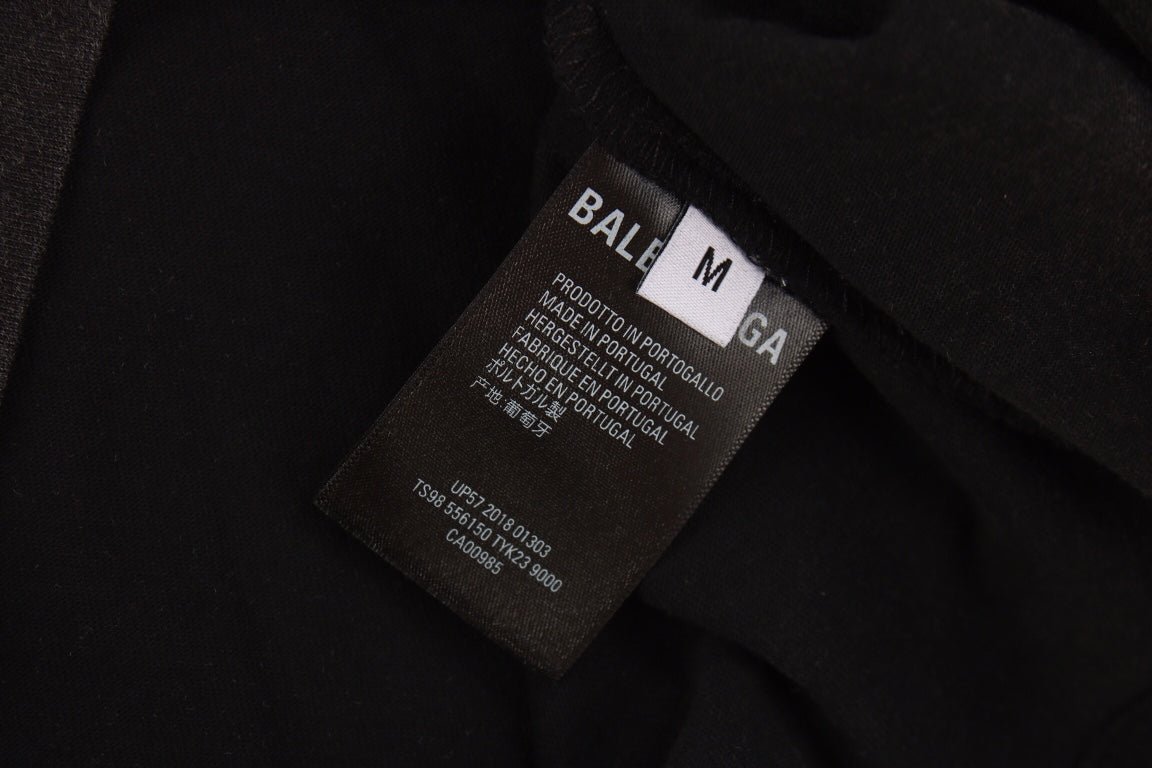 BALE GA
M
PRODOTTO IN PORTOGALLO
MADE IN PORTUGAL
HERGESTELLT IN PORTUGAL
FABRIQUE EN PORTUGAL
HECHO EN PORTUGAL
ポルトガル製
产地:葡萄牙
UP57 2018 01303
TS98 556150 TYK23 9000
CA00985